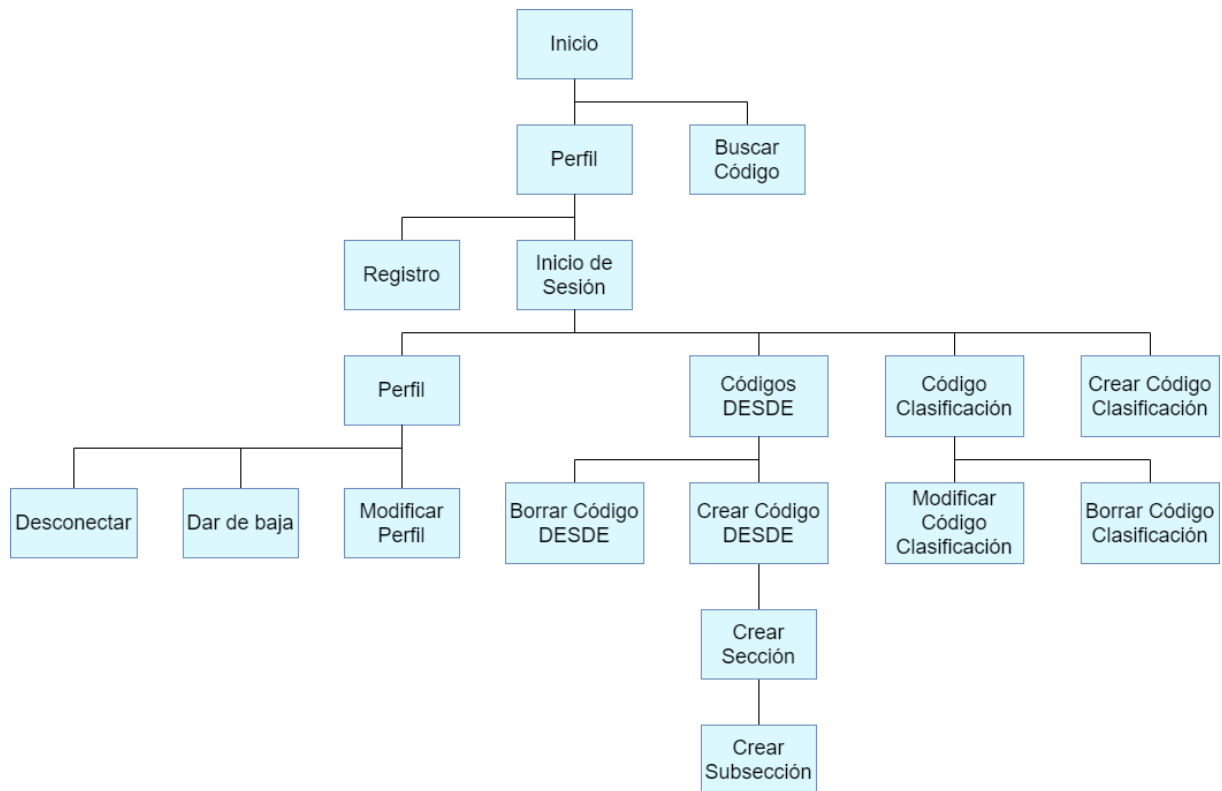 Inicio
Perfil
Buscar
Código
Registro
Inicio de
Sesión
Perfil
Códigos
DESDE
Código
Clasificación
Crear Código
Clasificación
Desconectar
Dar de baja
Modificar
Perfil
Borrar Código
DESDE
Crear Código
DESDE
Modificar
Código
Clasificación
Borrar Código
Clasificación
Crear
Sección
Crear
Subsección